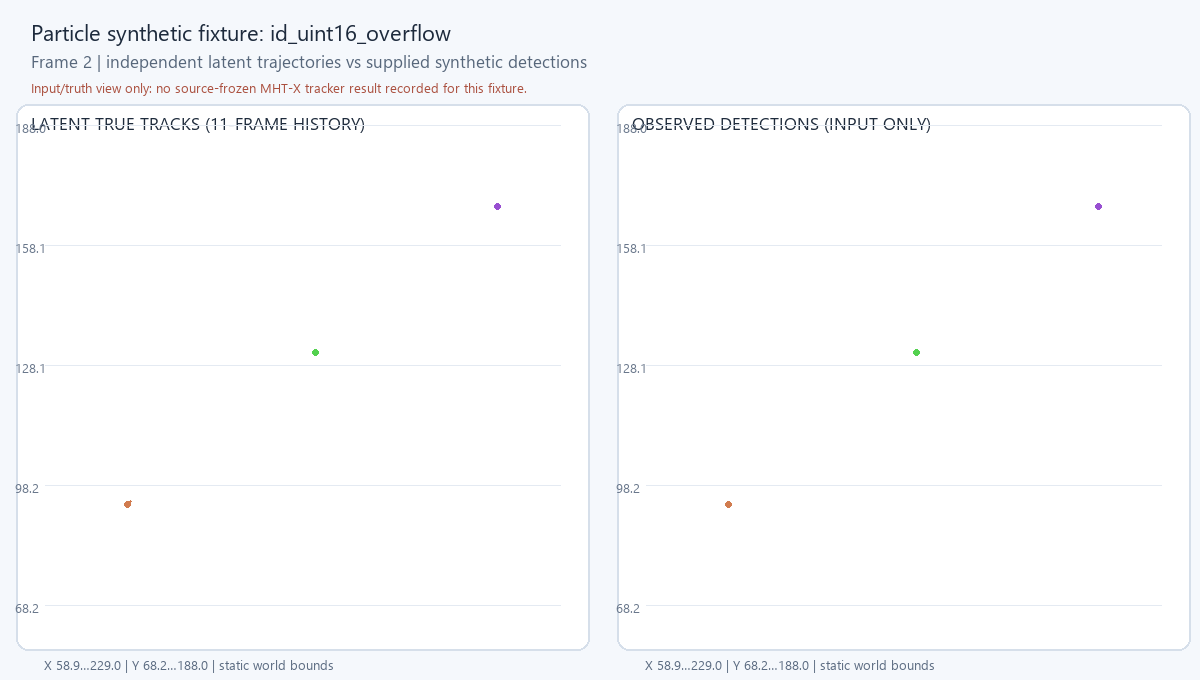 Particle synthetic fixture: id_uint16_overflow
Frame 2 | independent latent trajectories vs supplied synthetic detections
Input/truth view only: no source-frozen MHT-X tracker result recorded for this fixture.
LATENT TRUE TRACKS (11-FRAME HISTORY)
188.0
158.1
128.1
98.2
68.2
X 58.9...229.0 | Y 68.2...188.0 | static world bounds
OBSERVED DETECTIONS (INPUT ONLY)
188.0
158.1
128.1
98.2
68.2
X 58.9...229.0 | Y 68.2...188.0 | static world bounds